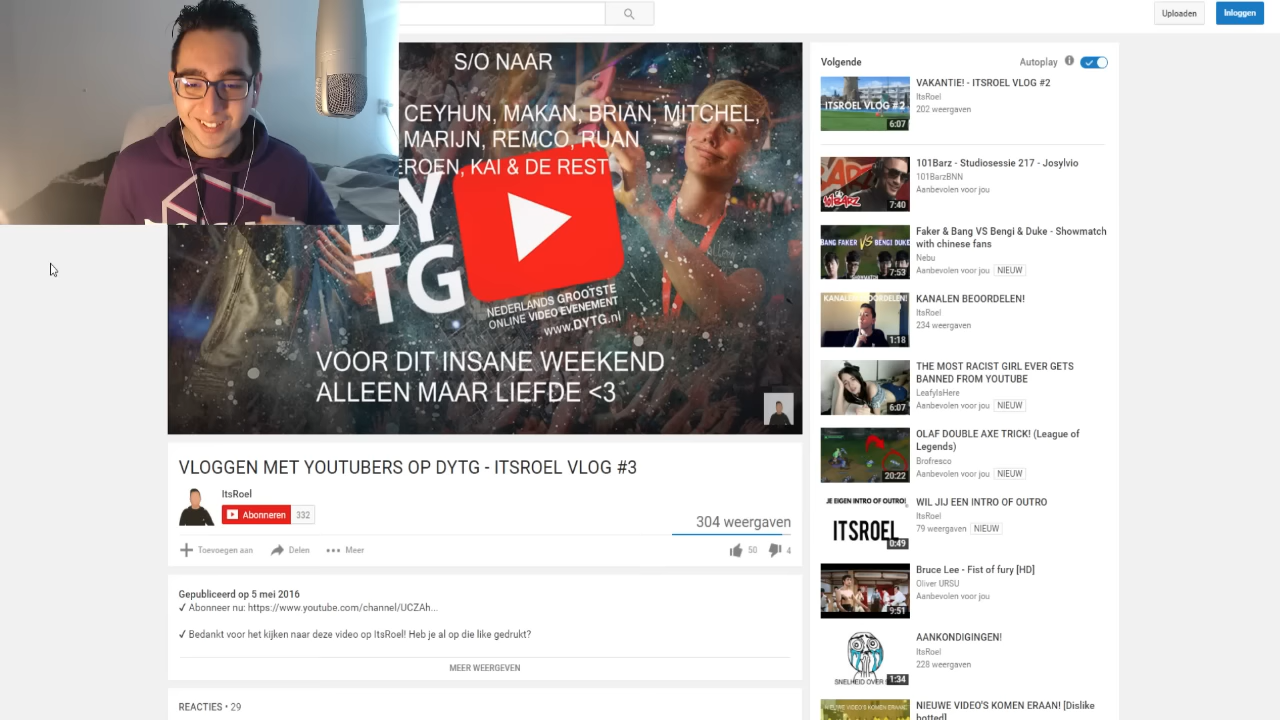 Uploaden
Inloggen
S/O NAAR
CEYHUN, MAKAN, BRIAN, MITCHEL,
MARIJN, REMCO, RUAN
EROEN, KAI & DE REST
Y
TG
NEDERLANDS GROOTSTE
ONLINE VIDEO EVENEMENT
www.DYTG.nl
VOOR DIT INSANE WEEKEND
ALLEEN MAAR LIEFDE <3
VLOGGEN MET YOUTUBERS OP DYTG - ITSROEL VLOG #3
ItsRoel
Abonneren 332
304 weergaven
Toevoegen aan Delen Meer
50 4
Gepubliceerd op 5 mei 2016
✓ Abonneer nu: https://www.youtube.com/channel/UCZAh...
✓ Bedankt voor het kijken naar deze video op ItsRoel! Heb je al op die like gedrukt?
MEER WEERGEVEN
REACTIES • 29
Volgende Autoplay
ITSROEL VLOG #2
6:07
VAKANTIE! - ITSROEL VLOG #2
ItsRoel
202 weergaven
7:40
101Barz - Studiosessie 217 - Josylvio
101BarzBNN
Aanbevolen voor jou
BANG FAKER VS BENGI & DUKE
7:53
Faker & Bang VS Bengi & Duke - Showmatch
with chinese fans
Nebu
Aanbevolen voor jou NIEUW
1:18
KANALEN BEOORDELEN!
ItsRoel
234 weergaven
6:07
THE MOST RACIST GIRL EVER GETS
BANNED FROM YOUTUBE
LeafyIsHere
Aanbevolen voor jou NIEUW
20:22
OLAF DOUBLE AXE TRICK! (League of
Legends)
Brofresco
Aanbevolen voor jou NIEUW
JE EIGEN INTRO OF OUTRO!
ITSROEL
0:49
WIL JIJ EEN INTRO OF OUTRO
ItsRoel
79 weergaven NIEUW
9:51
Bruce Lee - Fist of fury [HD]
Oliver URSU
Aanbevolen voor jou
SNELHEID OVER
1:34
AANKONDIGINGEN!
ItsRoel
228 weergaven
NIEUWE VIDEO'S KOMEN ERAAN! [Dislike
botted]